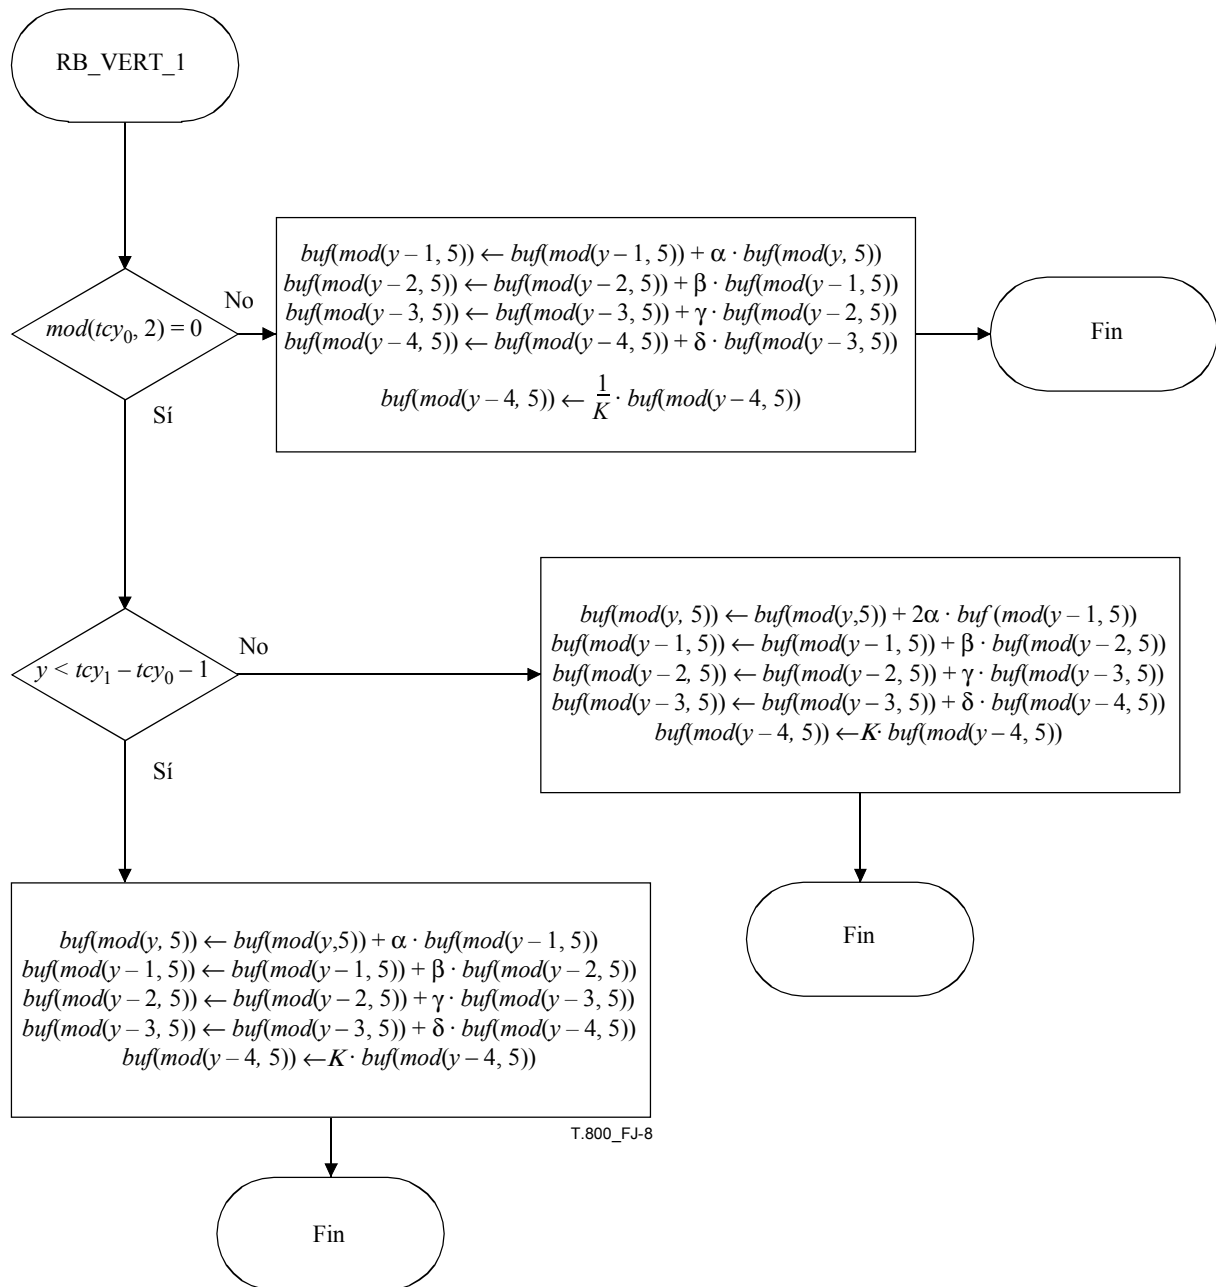 RB_VERT_1
buf(mod(y – 1, 5)) ← buf(mod(y – 1, 5)) + α · buf(mod(y, 5))
buf(mod(y – 2, 5)) ← buf(mod(y – 2, 5)) + β · buf(mod(y – 1, 5))
buf(mod(y – 3, 5)) ← buf(mod(y – 3, 5)) + γ · buf(mod(y – 2, 5))
buf(mod(y – 4, 5)) ← buf(mod(y – 4, 5)) + δ · buf(mod(y – 3, 5))
buf(mod(y – 4, 5)) ← 1/K · buf(mod(y – 4, 5))
No
mod(tcy₀, 2) = 0
Fin
Sí
buf(mod(y, 5)) ← buf(mod(y,5)) + 2α · buf (mod(y – 1, 5))
buf(mod(y – 1, 5)) ← buf(mod(y – 1, 5)) + β · buf(mod(y – 2, 5))
buf(mod(y – 2, 5)) ← buf(mod(y – 2, 5)) + γ · buf(mod(y – 3, 5))
buf(mod(y – 3, 5)) ← buf(mod(y – 3, 5)) + δ · buf(mod(y – 4, 5))
buf(mod(y – 4, 5)) ← K · buf(mod(y – 4, 5))
No
y < tcy₁ – tcy₀ – 1
Sí
Fin
buf(mod(y, 5)) ← buf(mod(y,5)) + α · buf(mod(y – 1, 5))
buf(mod(y – 1, 5)) ← buf(mod(y – 1, 5)) + β · buf(mod(y – 2, 5))
buf(mod(y – 2, 5)) ← buf(mod(y – 2, 5)) + γ · buf(mod(y – 3, 5))
buf(mod(y – 3, 5)) ← buf(mod(y – 3, 5)) + δ · buf(mod(y – 4, 5))
buf(mod(y – 4, 5)) ← K · buf(mod(y – 4, 5))
T.800_FJ-8
Fin